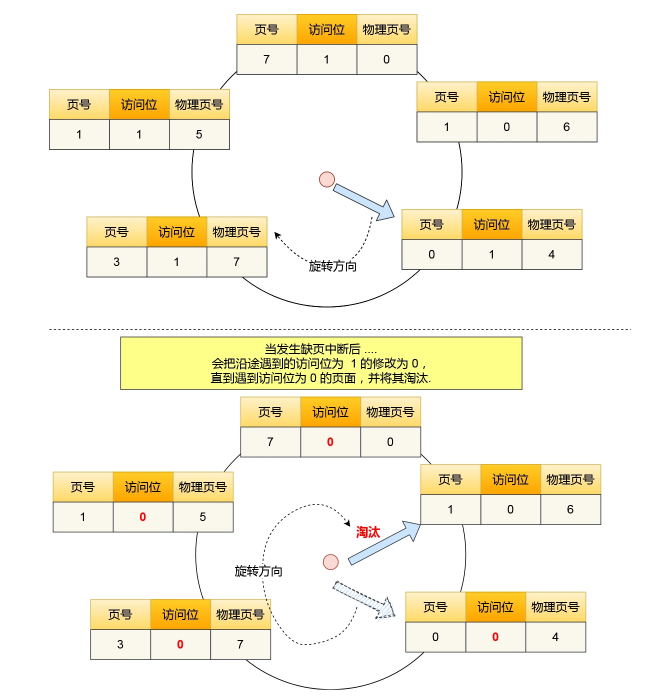 页号 访问位 物理页号
7 1 0
页号 访问位 物理页号
1 1 5
页号 访问位 物理页号
1 0 6
页号 访问位 物理页号
3 1 7
页号 访问位 物理页号
0 1 4
旋转方向
当发生缺页中断后 ....
会把沿途遇到的访问位为 1 的修改为 0，
直到遇到访问位为 0 的页面，并将其淘汰.
页号 访问位 物理页号
7 0 0
页号 访问位 物理页号
1 0 5
页号 访问位 物理页号
1 0 6
淘汰
旋转方向
页号 访问位 物理页号
3 0 7
页号 访问位 物理页号
0 0 4